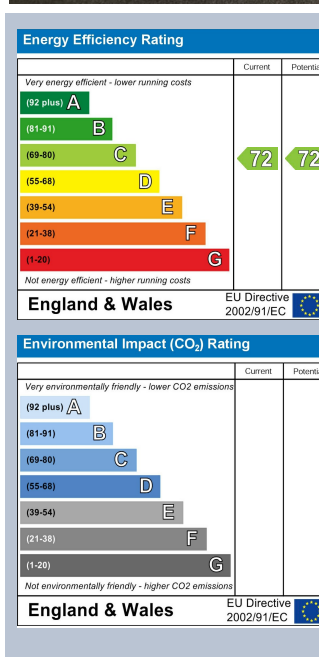 Energy Efficiency Rating
Current Potentia
Very energy efficient - lower running costs
(92 plus) A
(81-91) B
(69-80) C 72 72
(55-68) D
(39-54) E
(21-38) F
(1-20) G
Not energy efficient - higher running costs
England & Wales EU Directive
2002/91/EC
Environmental Impact (CO₂) Rating
Current Potentia
Very environmentally friendly - lower CO2 emissions
(92 plus) A
(81-91) B
(69-80) C
(55-68) D
(39-54) E
(21-38) F
(1-20) G
Not environmentally friendly - higher CO2 emissions
England & Wales EU Directive
2002/91/EC